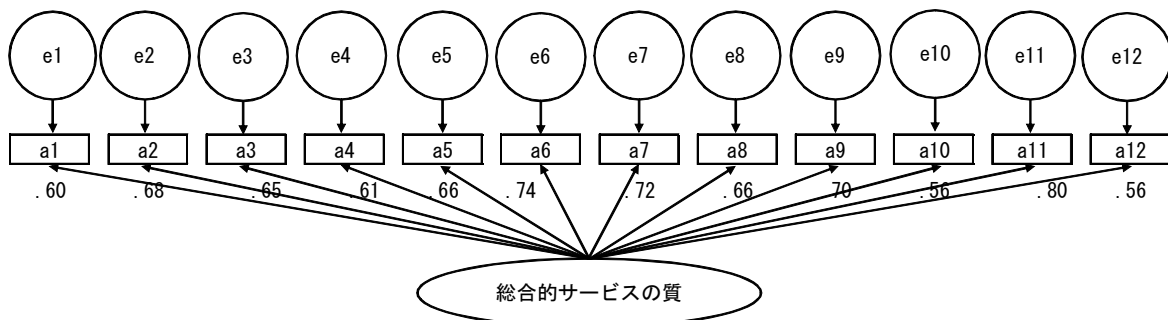 e1 e2 e3 e4 e5 e6 e7 e8 e9 e10 e11 e12
a1 a2 a3 a4 a5 a6 a7 a8 a9 a10 a11 a12
.60 .68 .65 .61 .66 .74 .72 .66 .70 .56 .80 .56
総合的サービスの質